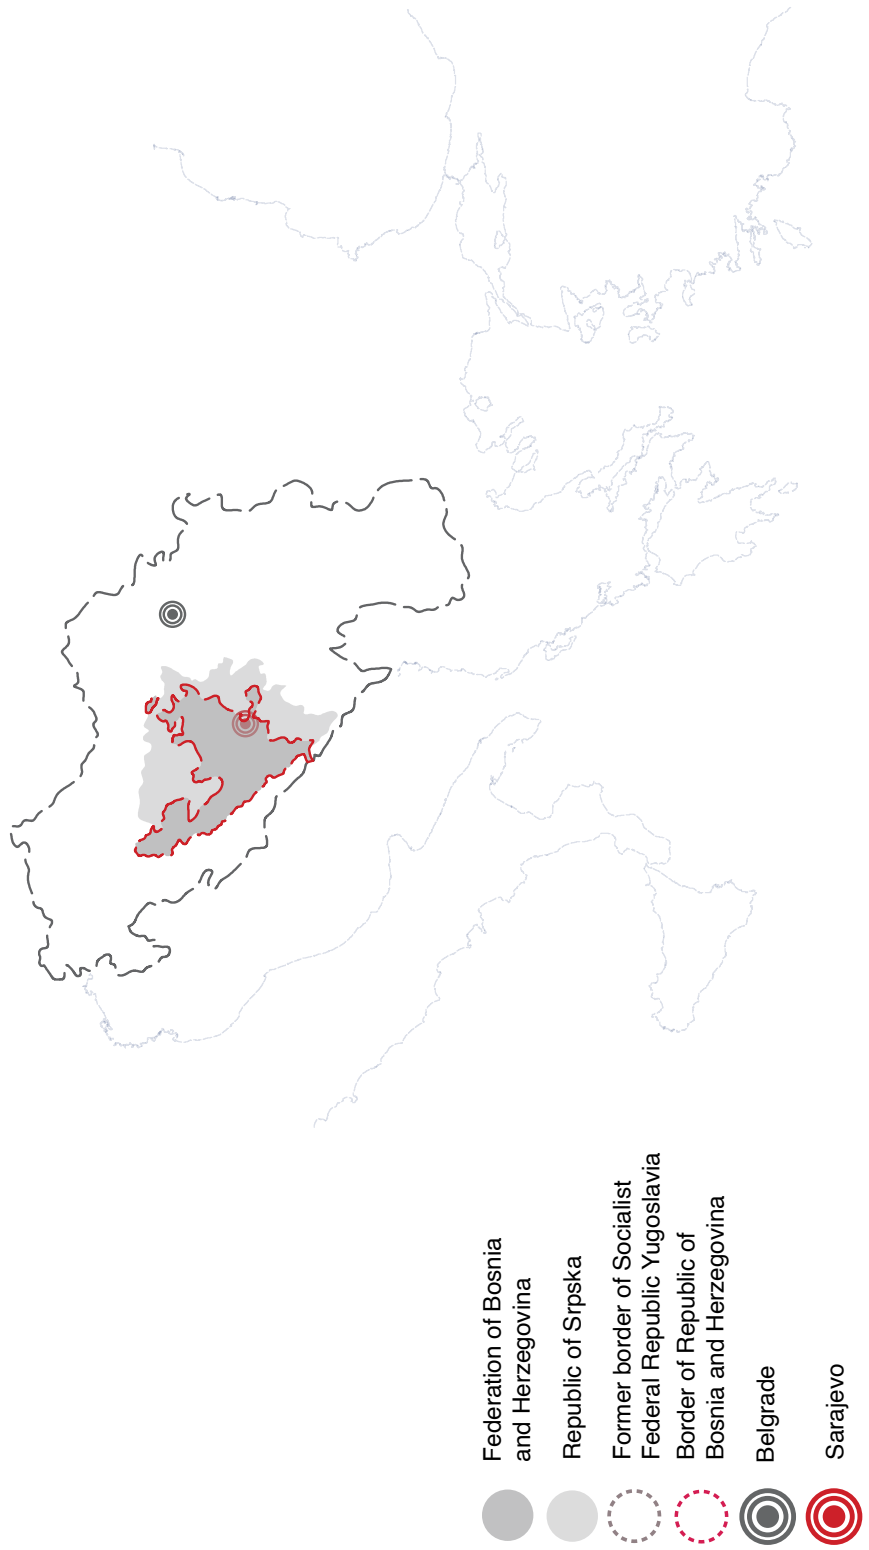 Federation of Bosnia
and Herzegovina
Republic of Srpska
Former border of Socialist
Federal Republic Yugoslavia
Border of Republic of
Bosnia and Herzegovina
Belgrade
Sarajevo